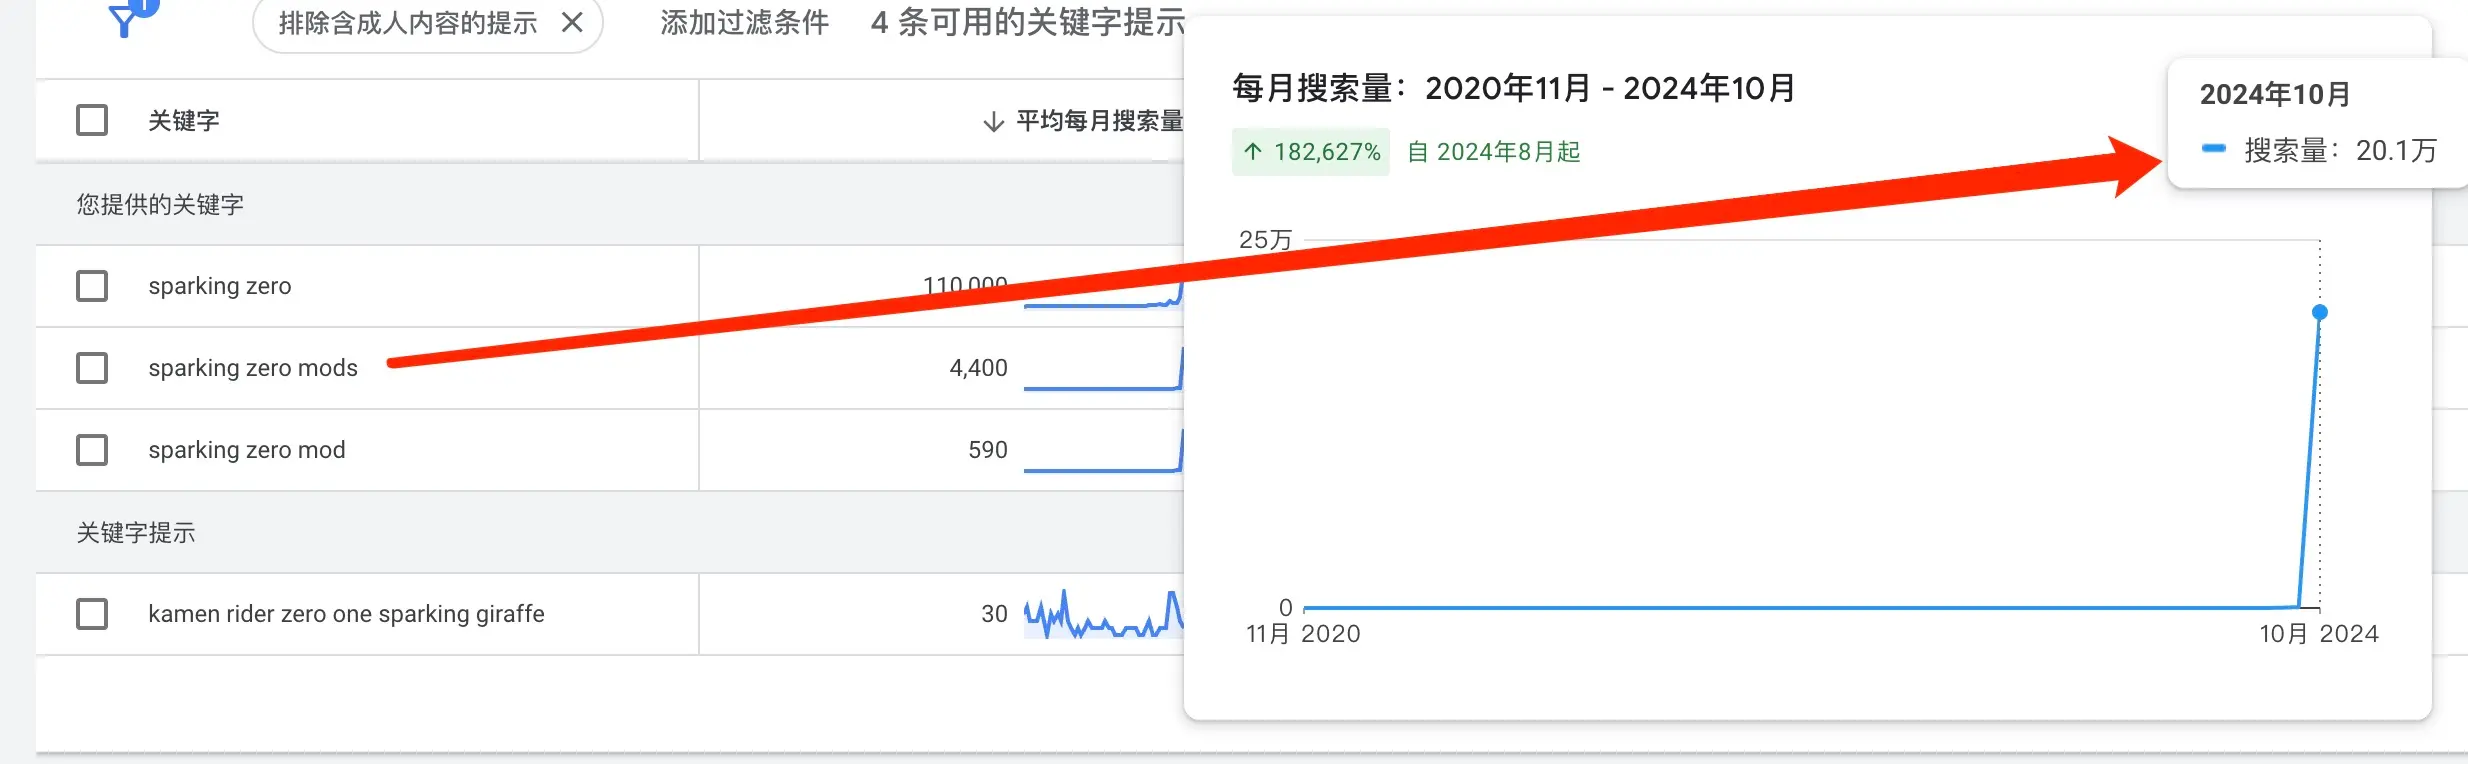 排除含成人内容的提示
添加过滤条件
4 条可用的关键字提示
关键字
平均每月搜索量
您提供的关键字
sparking zero
110,000
sparking zero mods
4,400
sparking zero mod
590
关键字提示
kamen rider zero one sparking giraffe
30
每月搜索量：2020年11月 - 2024年10月
182,627% 自 2024年8月起
25万
0
11月 2020
10月 2024
2024年10月
搜索量：20.1万